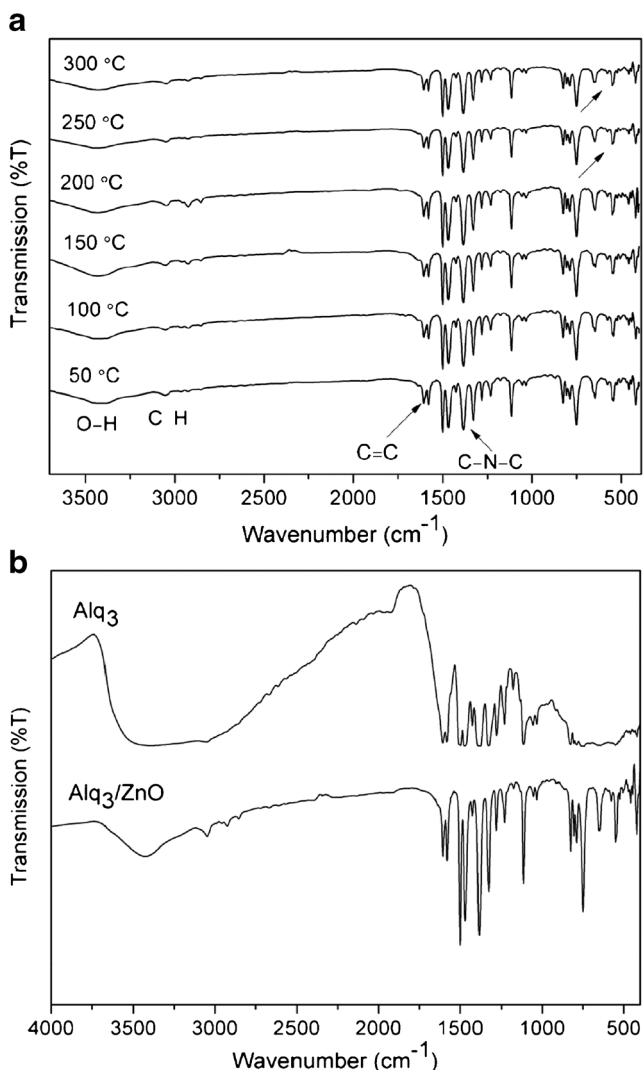 a
300 °C
250 °C
200 °C
150 °C
100 °C
50 °C
O–H
C H
C=C
C–N–C
Transmission (%T)
3500 3000 2500 2000 1500 1000 500
Wavenumber (cm⁻¹)
b
Alq₃
Alq₃/ZnO
Transmission (%T)
4000 3500 3000 2500 2000 1500 1000 500
Wavenumber (cm⁻¹)